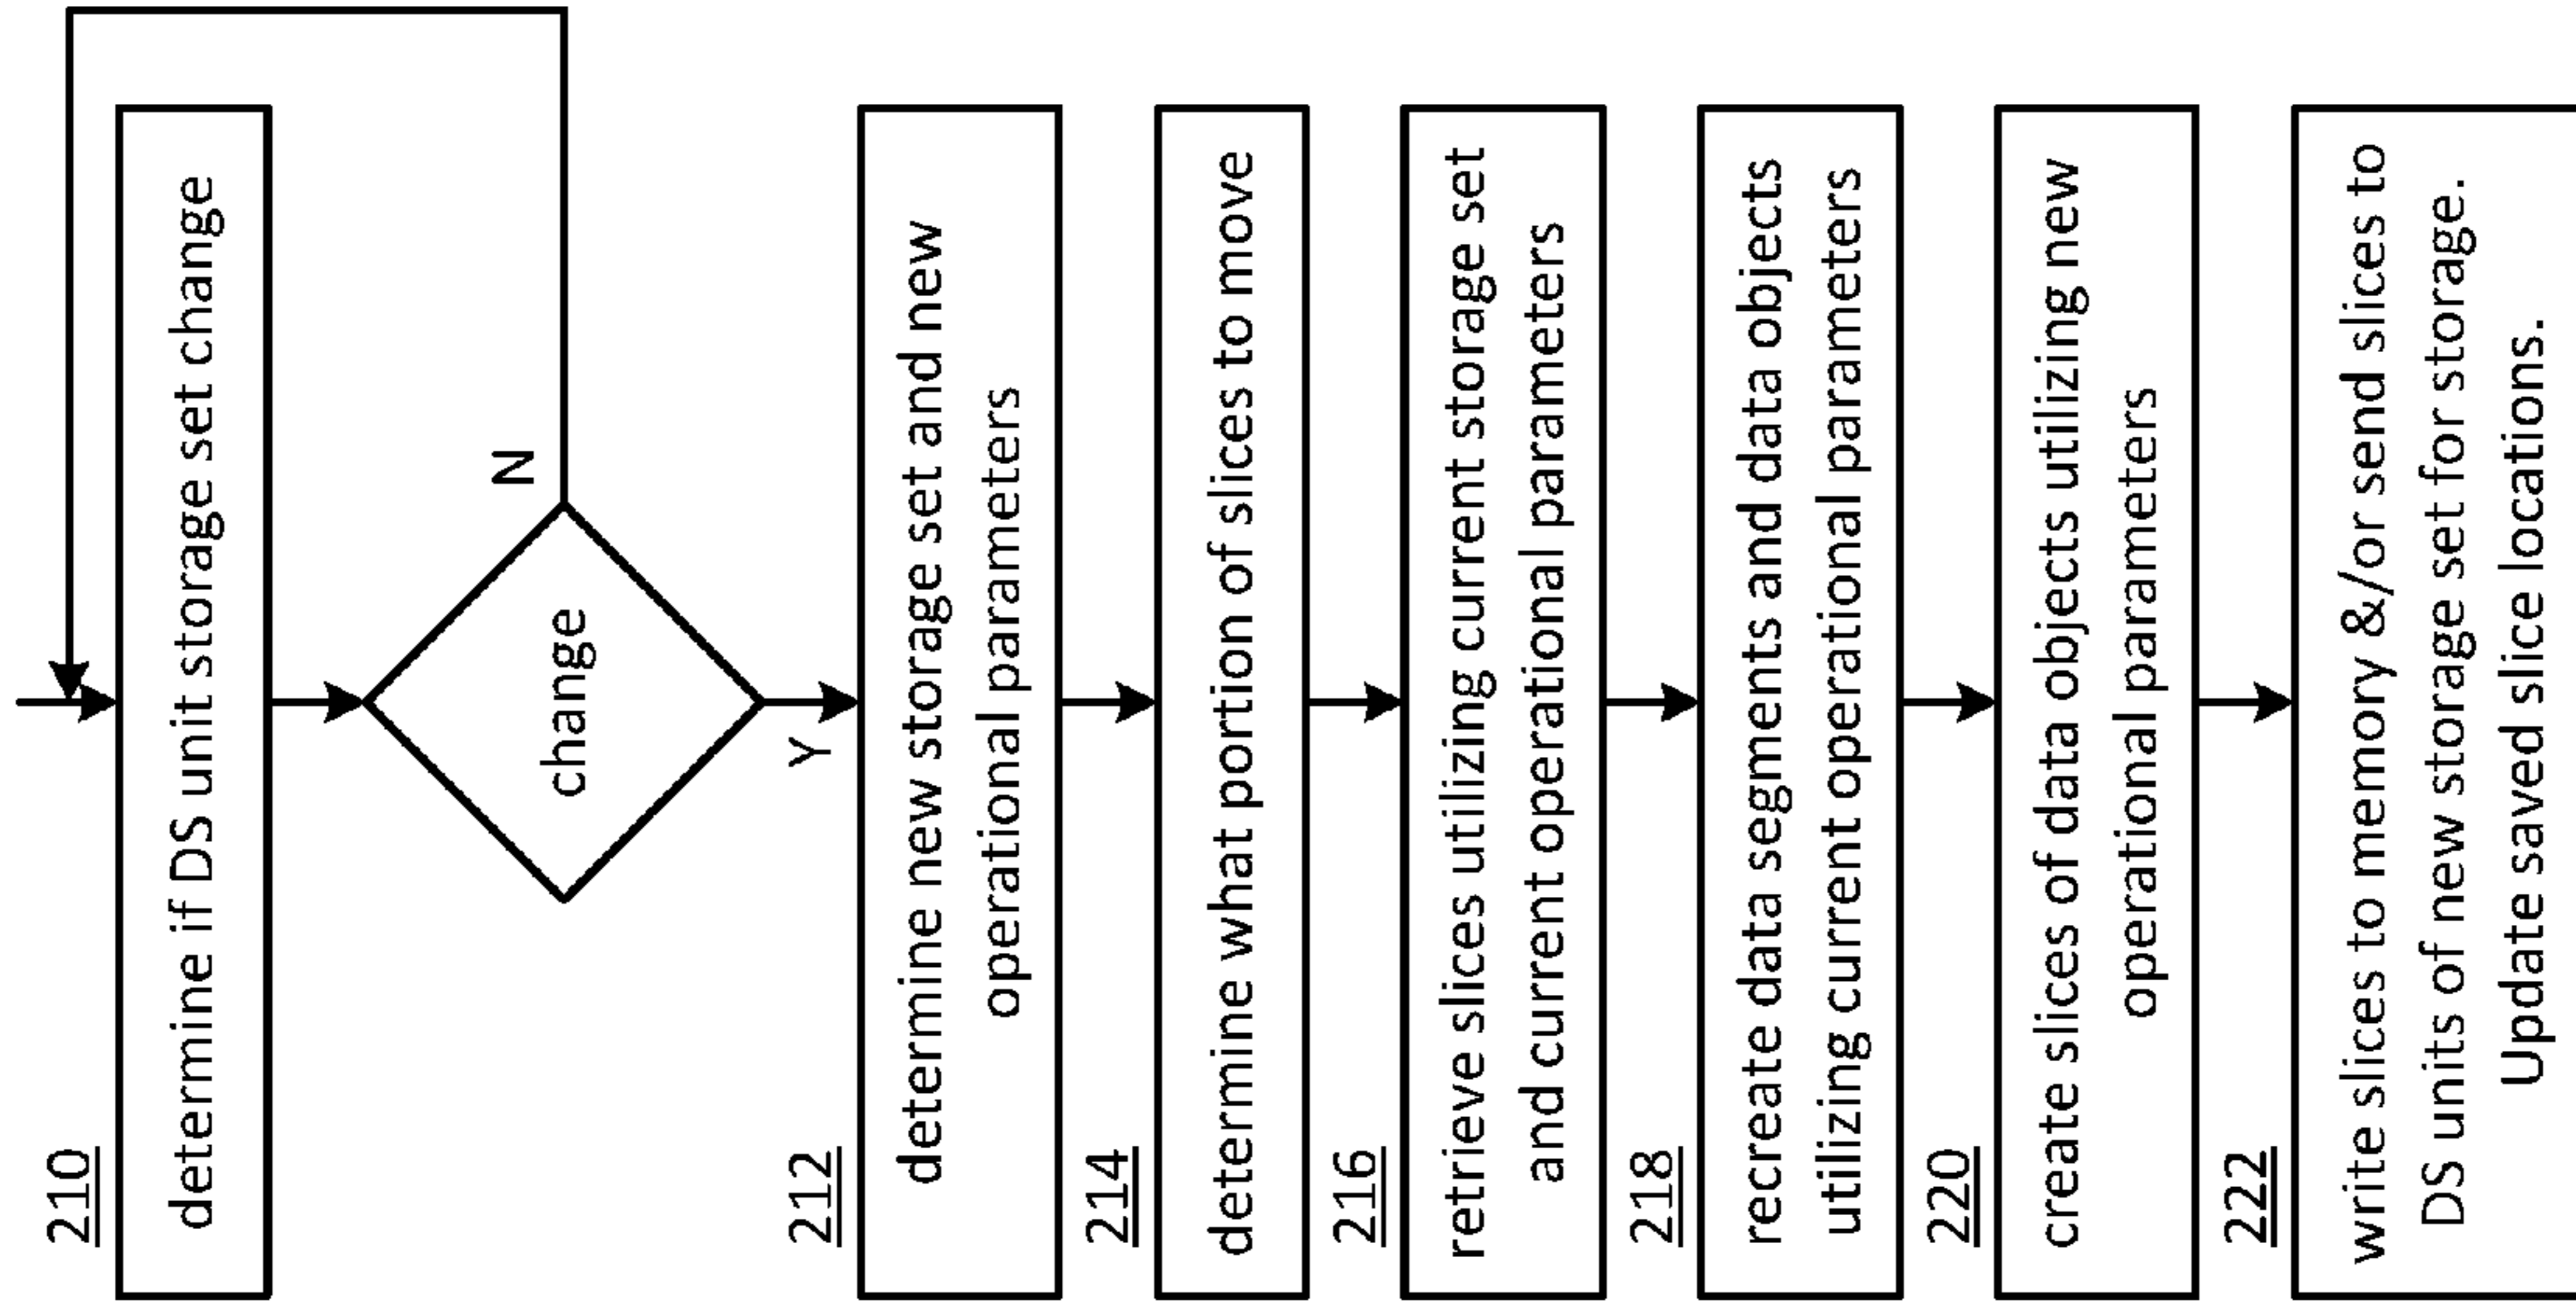 210
determine if DS unit storage set change
change
N
Y
212
determine new storage set and new
operational parameters
214
determine what portion of slices to move
216
retrieve slices utilizing current storage set
and current operational parameters
218
recreate data segments and data objects
utilizing current operational parameters
220
create slices of data objects utilizing new
operational parameters
222
write slices to memory &/or send slices to
DS units of new storage set for storage.
Update saved slice locations.